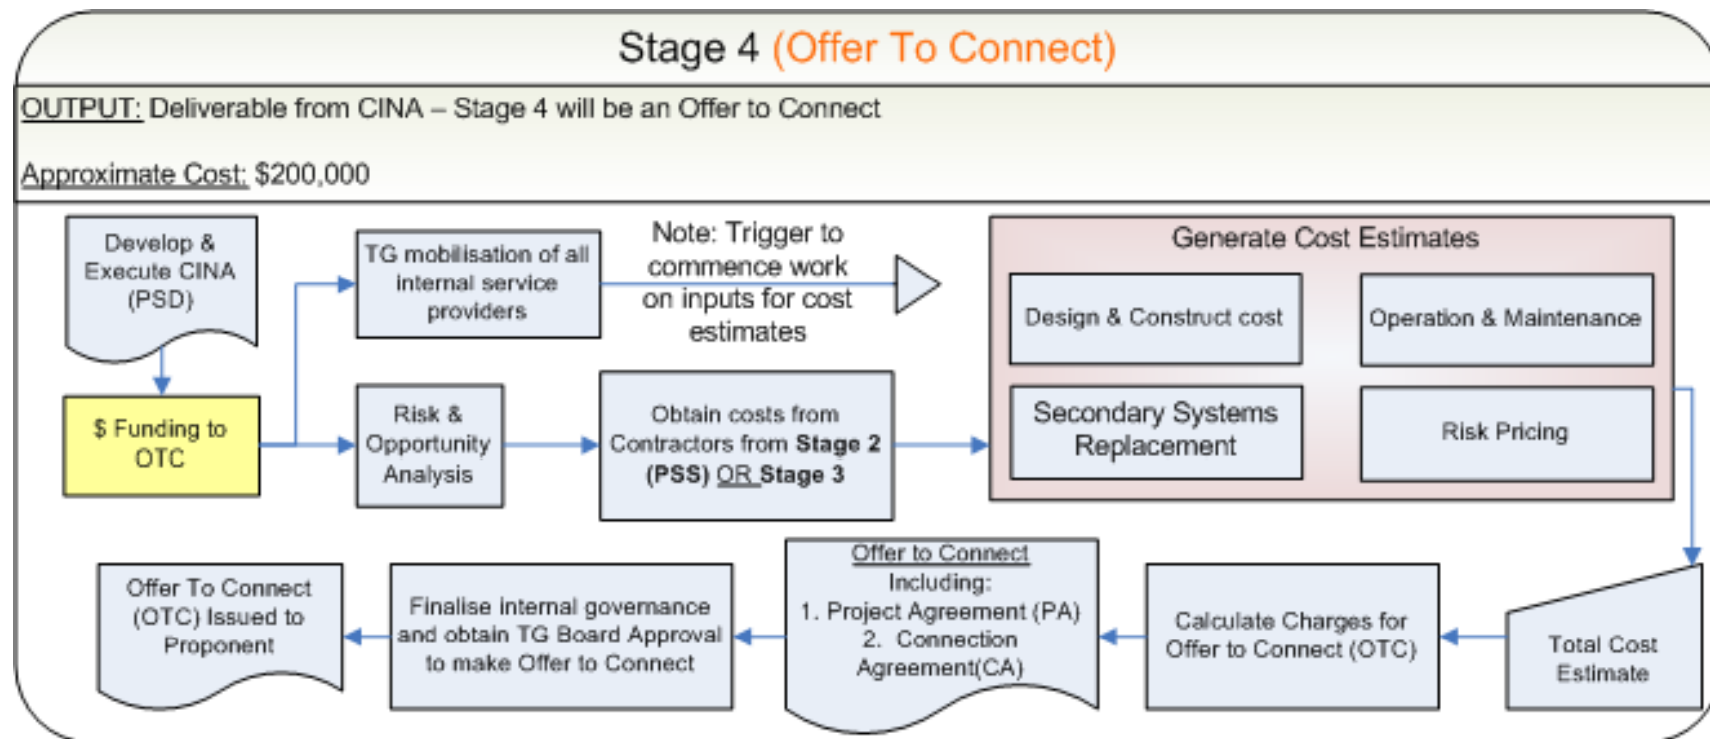 Stage 4 (Offer To Connect)
OUTPUT: Deliverable from CINA – Stage 4 will be an Offer to Connect
Approximate Cost: $200,000
Develop &
Execute CINA
(PSD)
TG mobilisation of all
internal service
providers
Note: Trigger to
commence work
on inputs for cost
estimates
Generate Cost Estimates
Design & Construct cost
Operation & Maintenance
Secondary Systems
Replacement
Risk Pricing
$ Funding to
OTC
Risk &
Opportunity
Analysis
Obtain costs from
Contractors from Stage 2
(PSS) OR Stage 3
Offer To Connect
(OTC) Issued to
Proponent
Finalise internal governance
and obtain TG Board Approval
to make Offer to Connect
Offer to Connect
Including:
1. Project Agreement (PA)
2. Connection
Agreement(CA)
Calculate Charges for
Offer to Connect (OTC)
Total Cost
Estimate